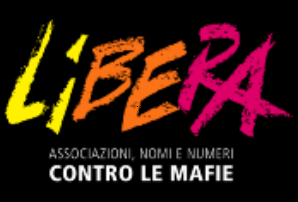 LiBERA
ASSOCIAZIONI, NOMI E NUMERI
CONTRO LE MAFIE